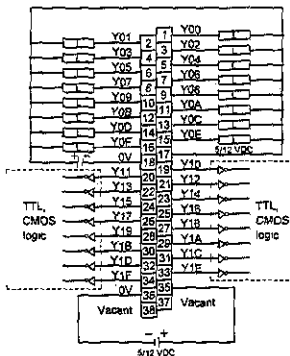 Y01 2 1 Y00
Y03 4 3 Y02
Y05 6 5 Y04
Y07 8 7 Y06
Y09 10 9 Y08
Y0B 12 11 Y0A
Y0D 14 13 Y0C
Y0F 16 15 Y0E
0V 18 17 5/12 VDC
Y11 20 19 Y10
Y13 22 21 Y12
Y15 24 23 Y14
Y17 26 25 Y16
Y19 28 27 Y18
Y1B 30 29 Y1A
Y1D 32 31 Y1C
Y1F 34 33 Y1E
0V 36 35
Vacant 38 37 Vacant
TTL, CMOS logic
TTL, CMOS logic
- +
5/12 VDC